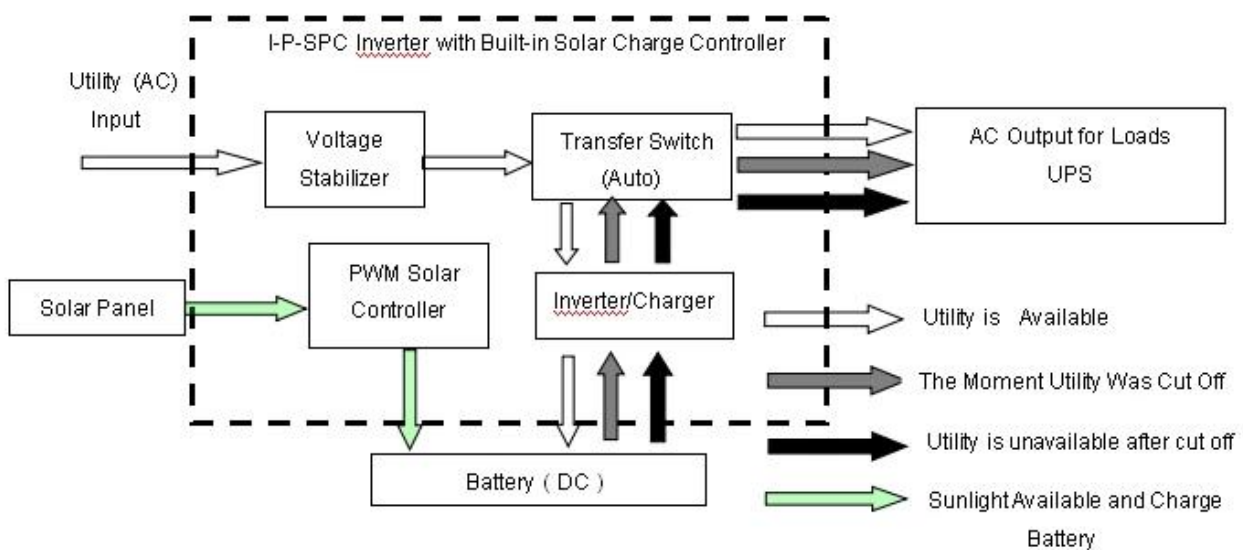 I-P-SPC Inverter with Built-in Solar Charge Controller
Utility (AC)
Input
Voltage
Stabilizer
Transfer Switch
(Auto)
AC Output for Loads
UPS
Solar Panel
PWM Solar
Controller
Inverter/Charger
Battery ( DC )
Utility is Available
The Moment Utility Was Cut Off
Utility is unavailable after cut off
Sunlight Available and Charge
Battery